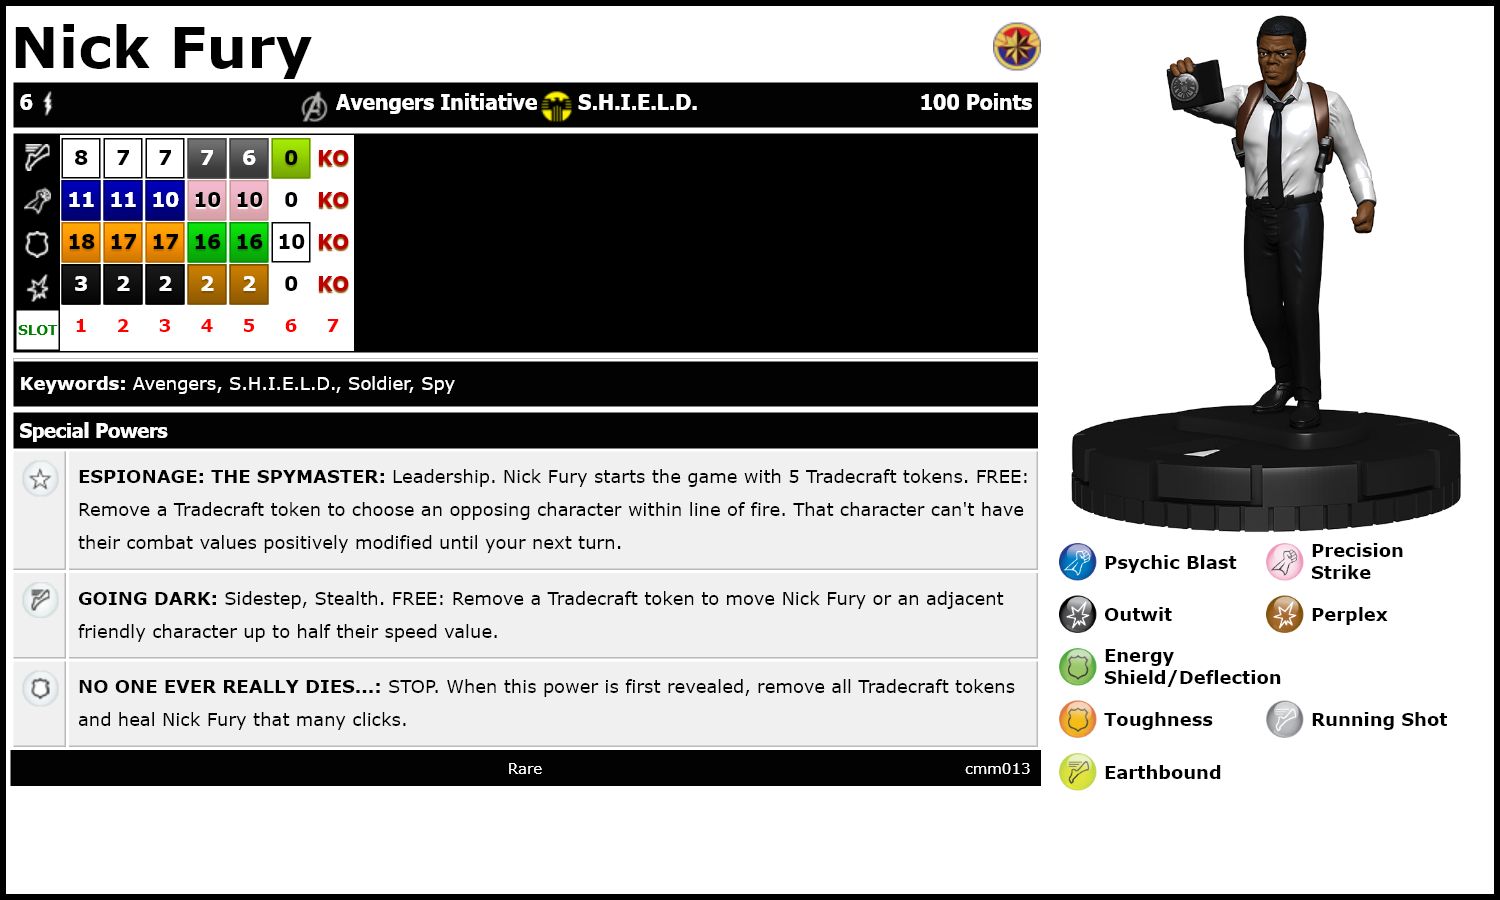 Nick Fury
6 Avengers Initiative S.H.I.E.L.D. 100 Points
8 7 7 7 6 0 KO
11 11 10 10 10 0 KO
18 17 17 16 16 10 KO
3 2 2 2 2 0 KO
SLOT 1 2 3 4 5 6 7
Keywords: Avengers, S.H.I.E.L.D., Soldier, Spy
Special Powers
ESPIONAGE: THE SPYMASTER: Leadership. Nick Fury starts the game with 5 Tradecraft tokens. FREE:
Remove a Tradecraft token to choose an opposing character within line of fire. That character can't have
their combat values positively modified until your next turn.
GOING DARK: Sidestep, Stealth. FREE: Remove a Tradecraft token to move Nick Fury or an adjacent
friendly character up to half their speed value.
NO ONE EVER REALLY DIES...: STOP. When this power is first revealed, remove all Tradecraft tokens
and heal Nick Fury that many clicks.
Rare cmm013
Psychic Blast
Precision
Strike
Outwit
Perplex
Energy
Shield/Deflection
Toughness
Running Shot
Earthbound